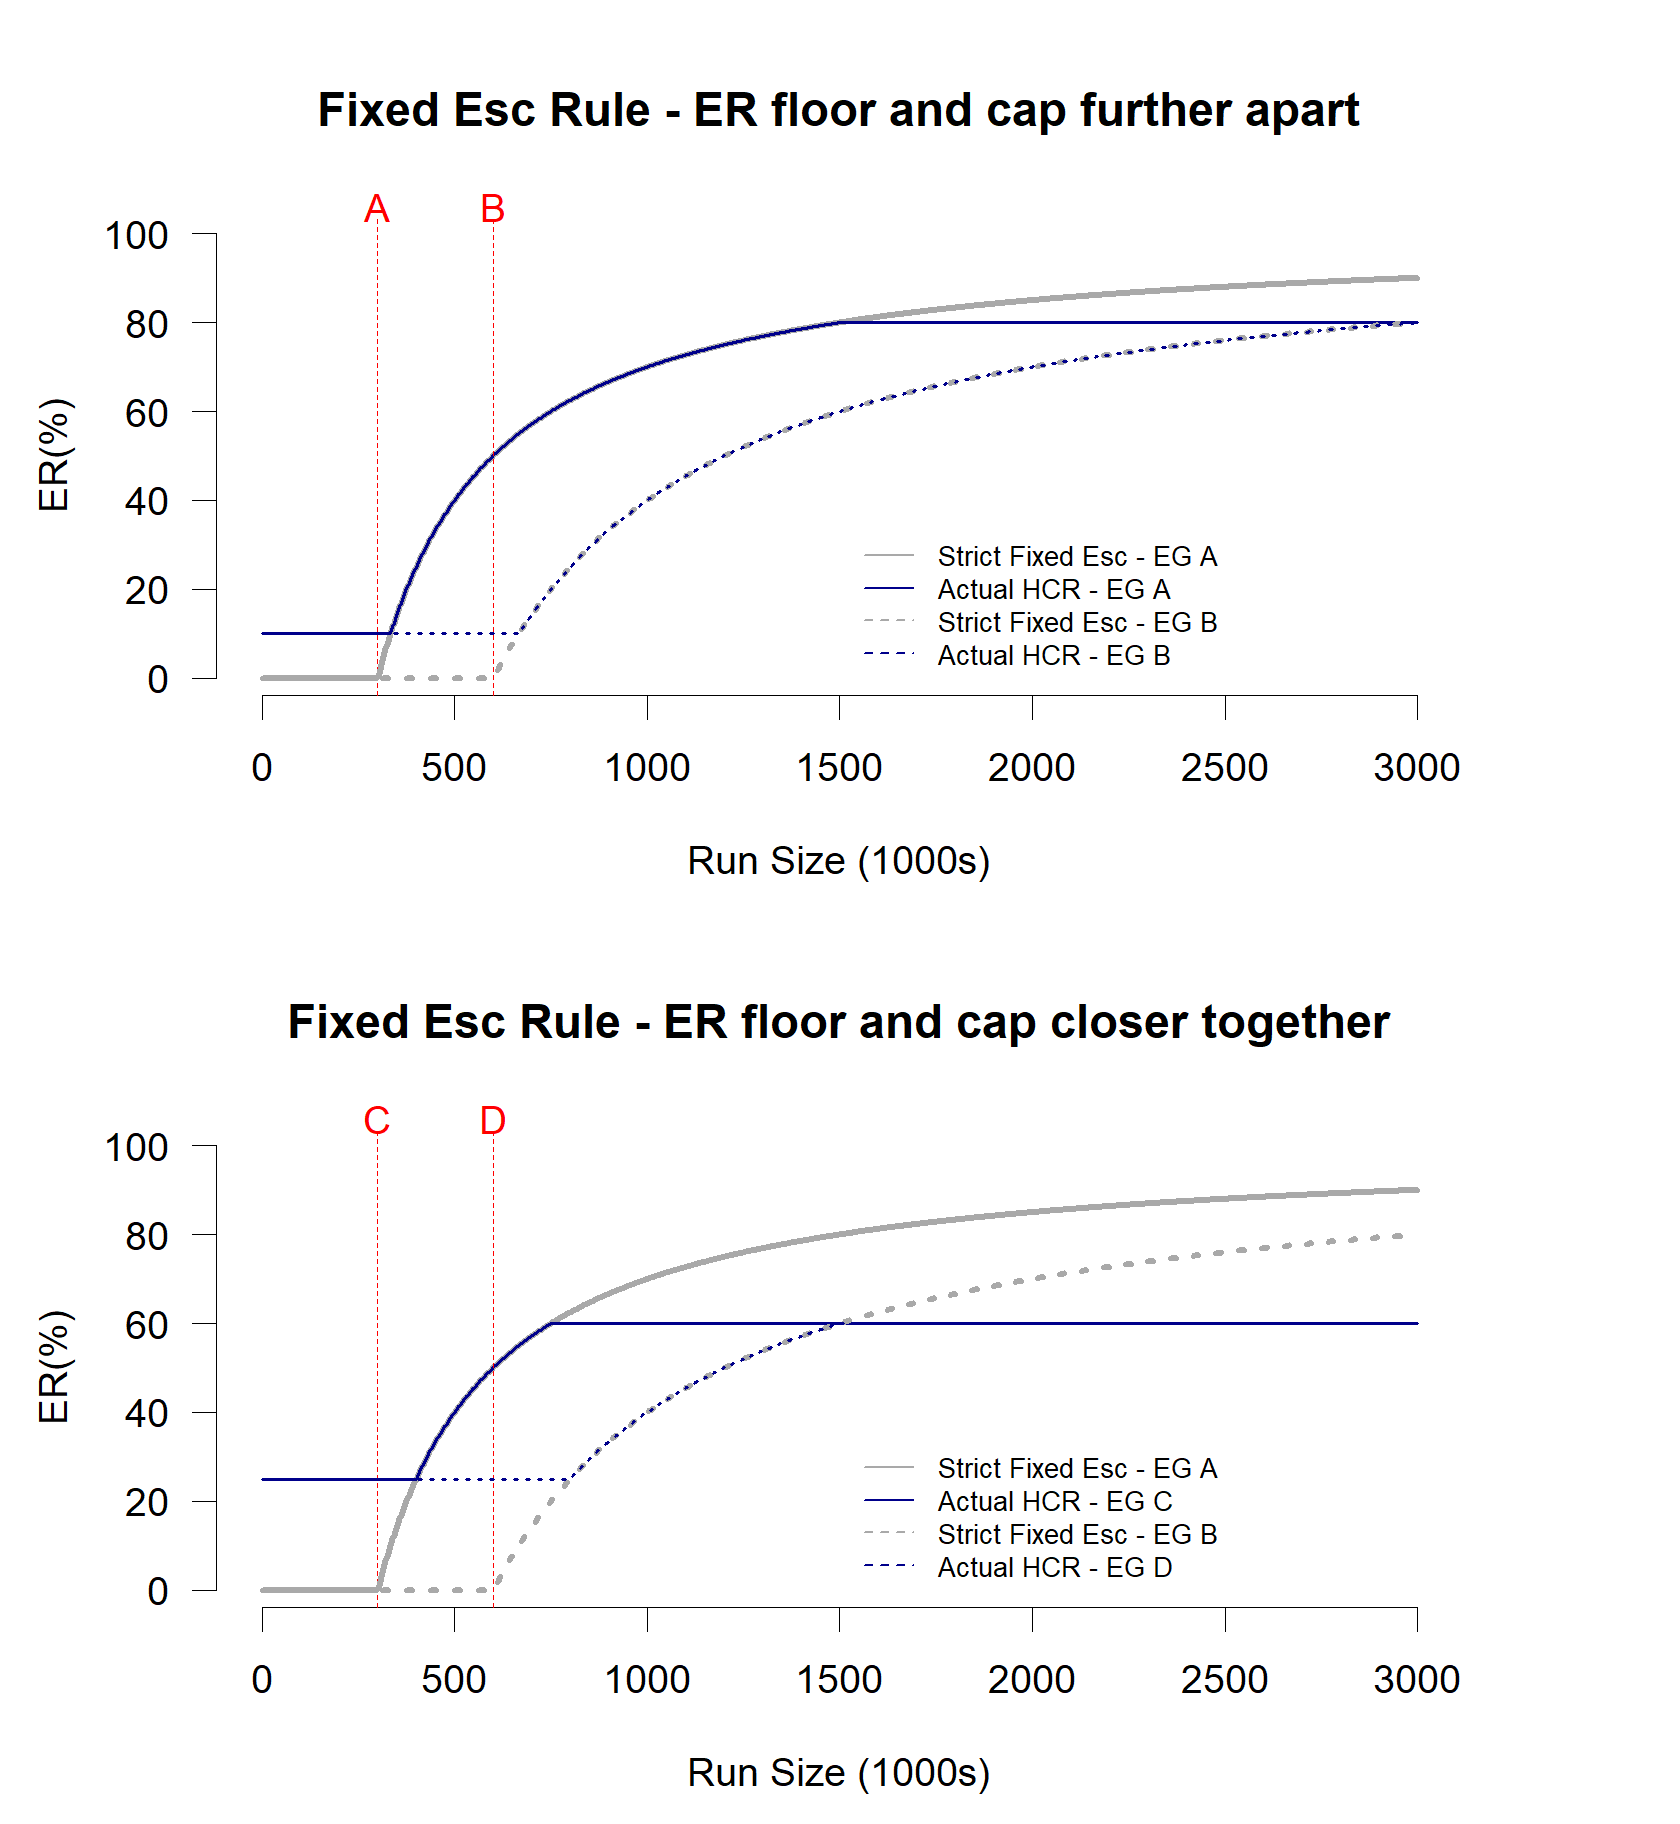 Fixed Esc Rule - ER floor and cap further apart
A B
100
80
60
40
20
0
ER(%)
Strict Fixed Esc - EG A
Actual HCR - EG A
Strict Fixed Esc - EG B
Actual HCR - EG B
0 500 1000 1500 2000 2500 3000
Run Size (1000s)
Fixed Esc Rule - ER floor and cap closer together
C D
100
80
60
40
20
0
ER(%)
Strict Fixed Esc - EG A
Actual HCR - EG C
Strict Fixed Esc - EG B
Actual HCR - EG D
0 500 1000 1500 2000 2500 3000
Run Size (1000s)